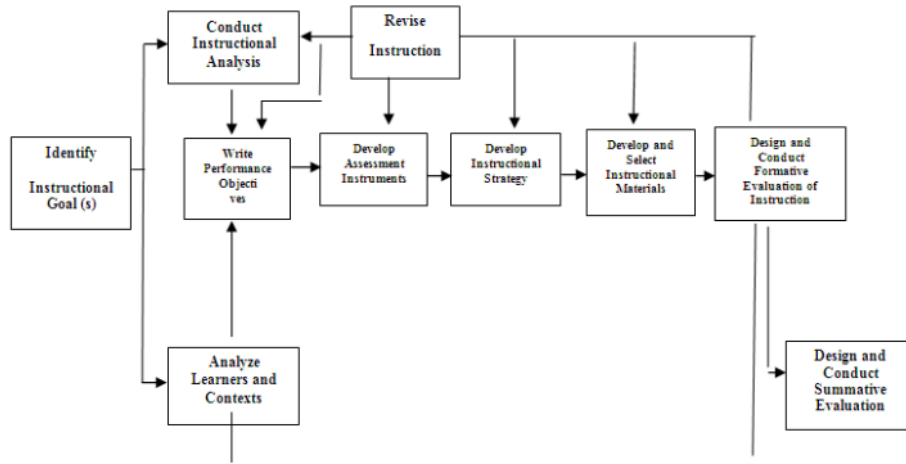 Conduct
Instructional
Analysis
Revise
Instruction
Identify
Instructional
Goal (s)
Write
Performance
Objecti
ves
Develop
Assessment
Instruments
Develop
Instructional
Strategy
Develop and
Select
Instructional
Materials
Design and
Conduct
Formative
Evaluation of
Instruction
Analyze
Learners and
Contexts
Design and
Conduct
Summative
Evaluation